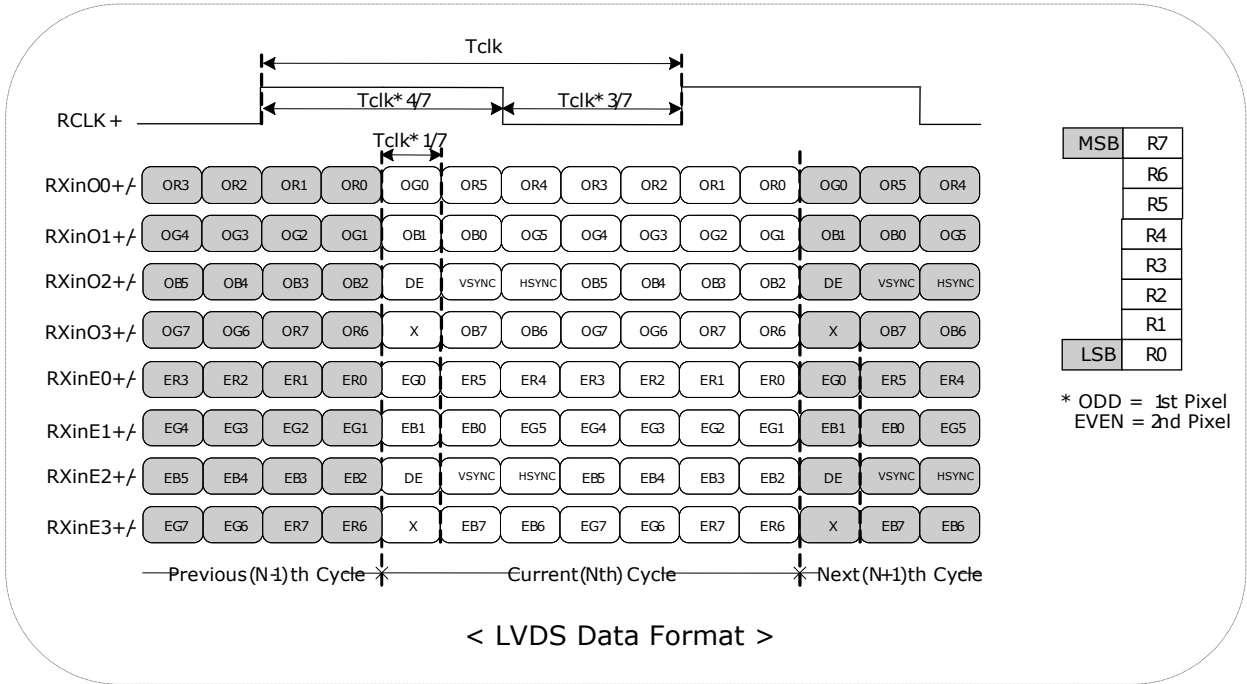 Tclk
Tclk* 4/7 Tclk* 3/7
RCLK +
Tclk* 1/7
MSB R7
R6
R5
R4
R3
R2
R1
LSB R0
* ODD = 1st Pixel
EVEN = 2nd Pixel
RXinO0+/- OR3 OR2 OR1 OR0 OG0 OR5 OR4 OR3 OR2 OR1 OR0 OG0 OR5 OR4
RXinO1+/- OG4 OG3 OG2 OG1 OB1 OB0 OG5 OG4 OG3 OG2 OG1 OB1 OB0 OG5
RXinO2+/- OB5 OB4 OB3 OB2 DE VSYNC HSYNC OB5 OB4 OB3 OB2 DE VSYNC HSYNC
RXinO3+/- OG7 OG6 OR7 OR6 X OB7 OB6 OG7 OG6 OR7 OR6 X OB7 OB6
RXinE0+/- ER3 ER2 ER1 ER0 EG0 ER5 ER4 ER3 ER2 ER1 ER0 EG0 ER5 ER4
RXinE1+/- EG4 EG3 EG2 EG1 EB1 EB0 EG5 EG4 EG3 EG2 EG1 EB1 EB0 EG5
RXinE2+/- EB5 EB4 EB3 EB2 DE VSYNC HSYNC EB5 EB4 EB3 EB2 DE VSYNC HSYNC
RXinE3+/- EG7 EG6 ER7 ER6 X EB7 EB6 EG7 EG6 ER7 ER6 X EB7 EB6
Previous(N-1)th Cycle Current(Nth) Cycle Next(N+1)th Cycle
< LVDS Data Format >